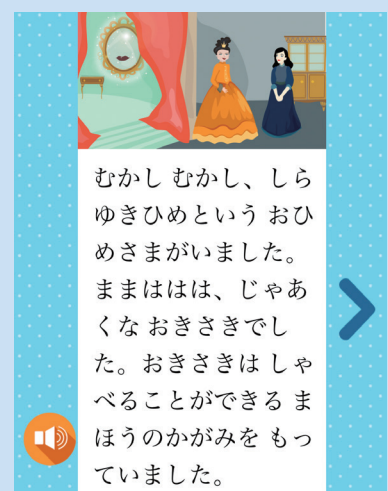 むかし むかし、しら
ゆきひめという おひ
めさまがいました。
ままははは、じゃあ
くな おきさきでし
た。おきさきは しゃ
べることができる ま
ほうのかがみを もっ
ていました。